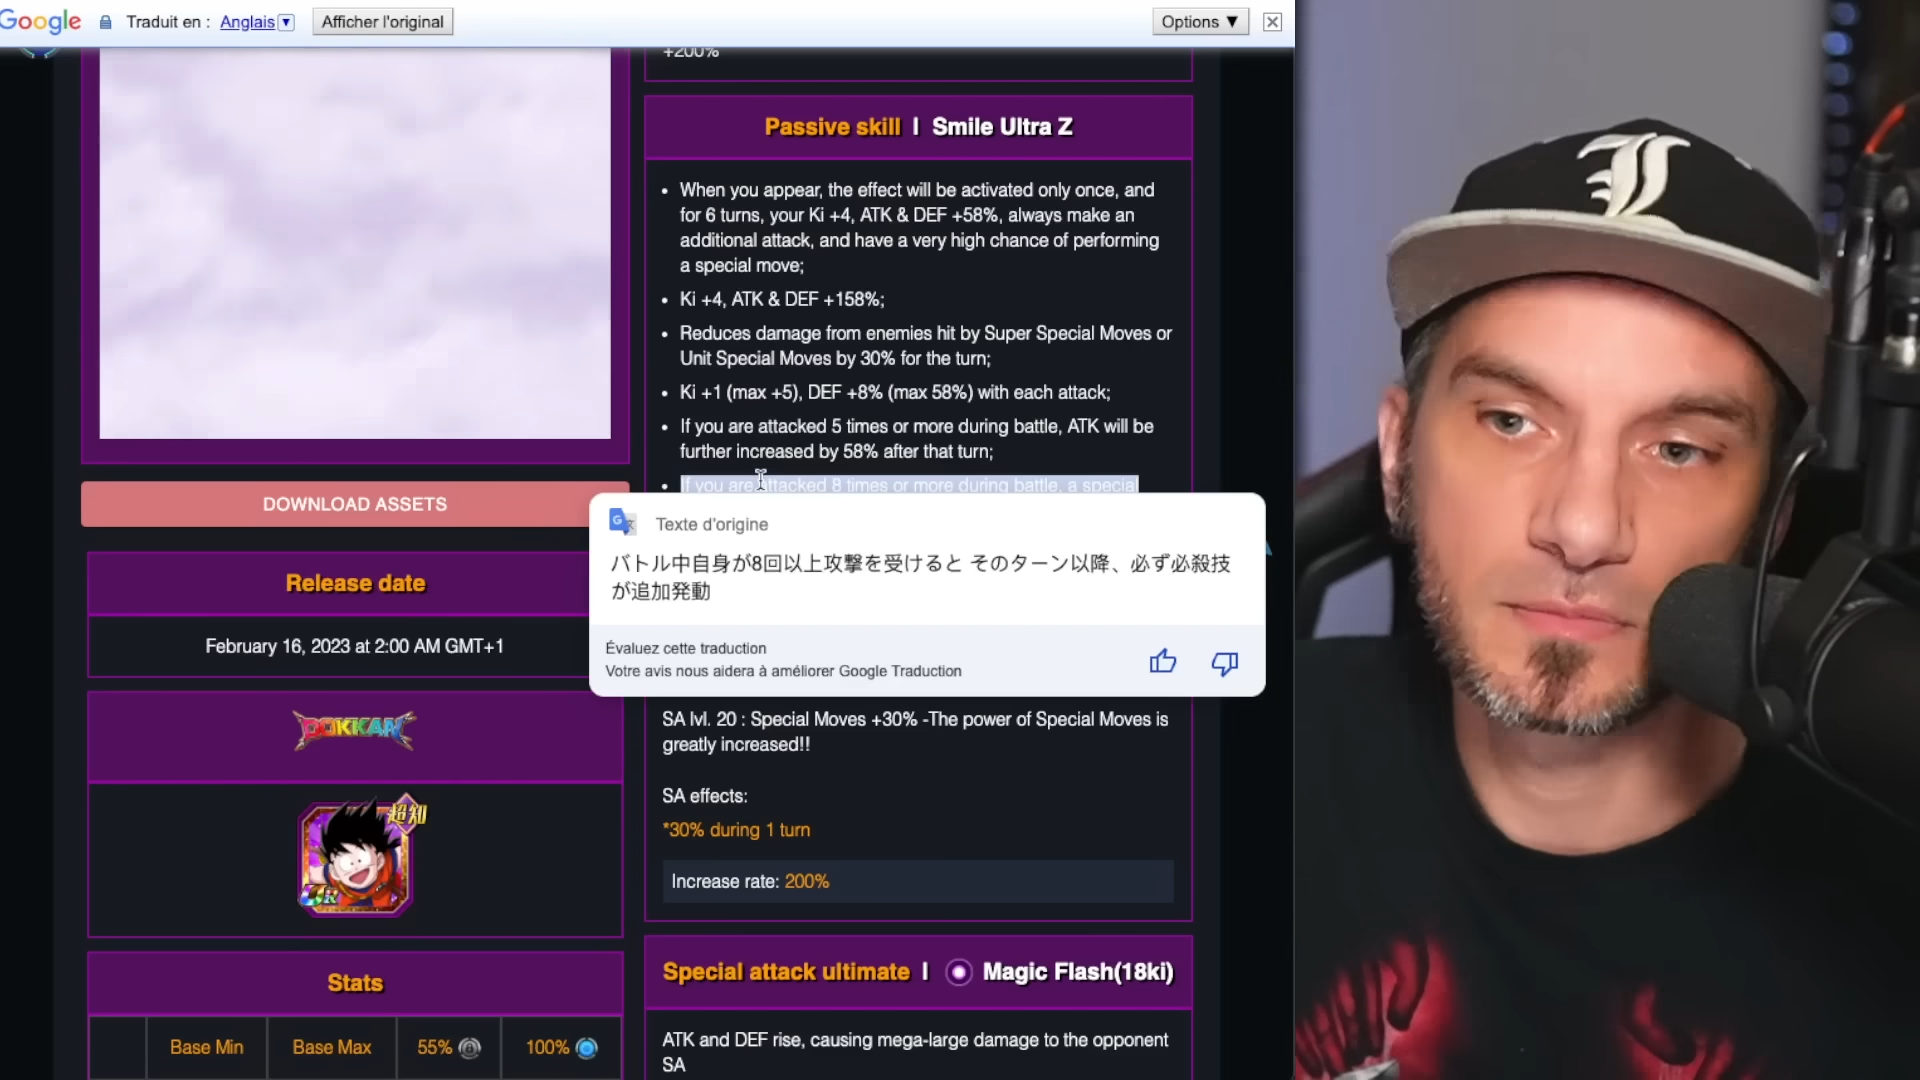 Google
Traduit en : Anglais ▼
Afficher l'original
Options ▼
+200%
Passive skill | Smile Ultra Z
• When you appear, the effect will be activated only once, and
for 6 turns, your Ki +4, ATK & DEF +58%, always make an
additional attack, and have a very high chance of performing
a special move;
• Ki +4, ATK & DEF +158%;
• Reduces damage from enemies hit by Super Special Moves or
Unit Special Moves by 30% for the turn;
• Ki +1 (max +5), DEF +8% (max 58%) with each attack;
• If you are attacked 5 times or more during battle, ATK will be
further increased by 58% after that turn;
• If you are attacked 8 times or more during battle, a special
Texte d'origine
バトル中自身が8回以上攻撃を受けると そのターン以降、必ず必殺技
が追加発動
Évaluez cette traduction
Votre avis nous aidera à améliorer Google Traduction
DOWNLOAD ASSETS
Release date
February 16, 2023 at 2:00 AM GMT+1
DOKKAN
超知
UR
Stats
Base Min
Base Max
55%
100%
SA lvl. 20 : Special Moves +30% -The power of Special Moves is
greatly increased!!
SA effects:
*30% during 1 turn
Increase rate: 200%
Special attack ultimate | Magic Flash(18ki)
ATK and DEF rise, causing mega-large damage to the opponent
SA